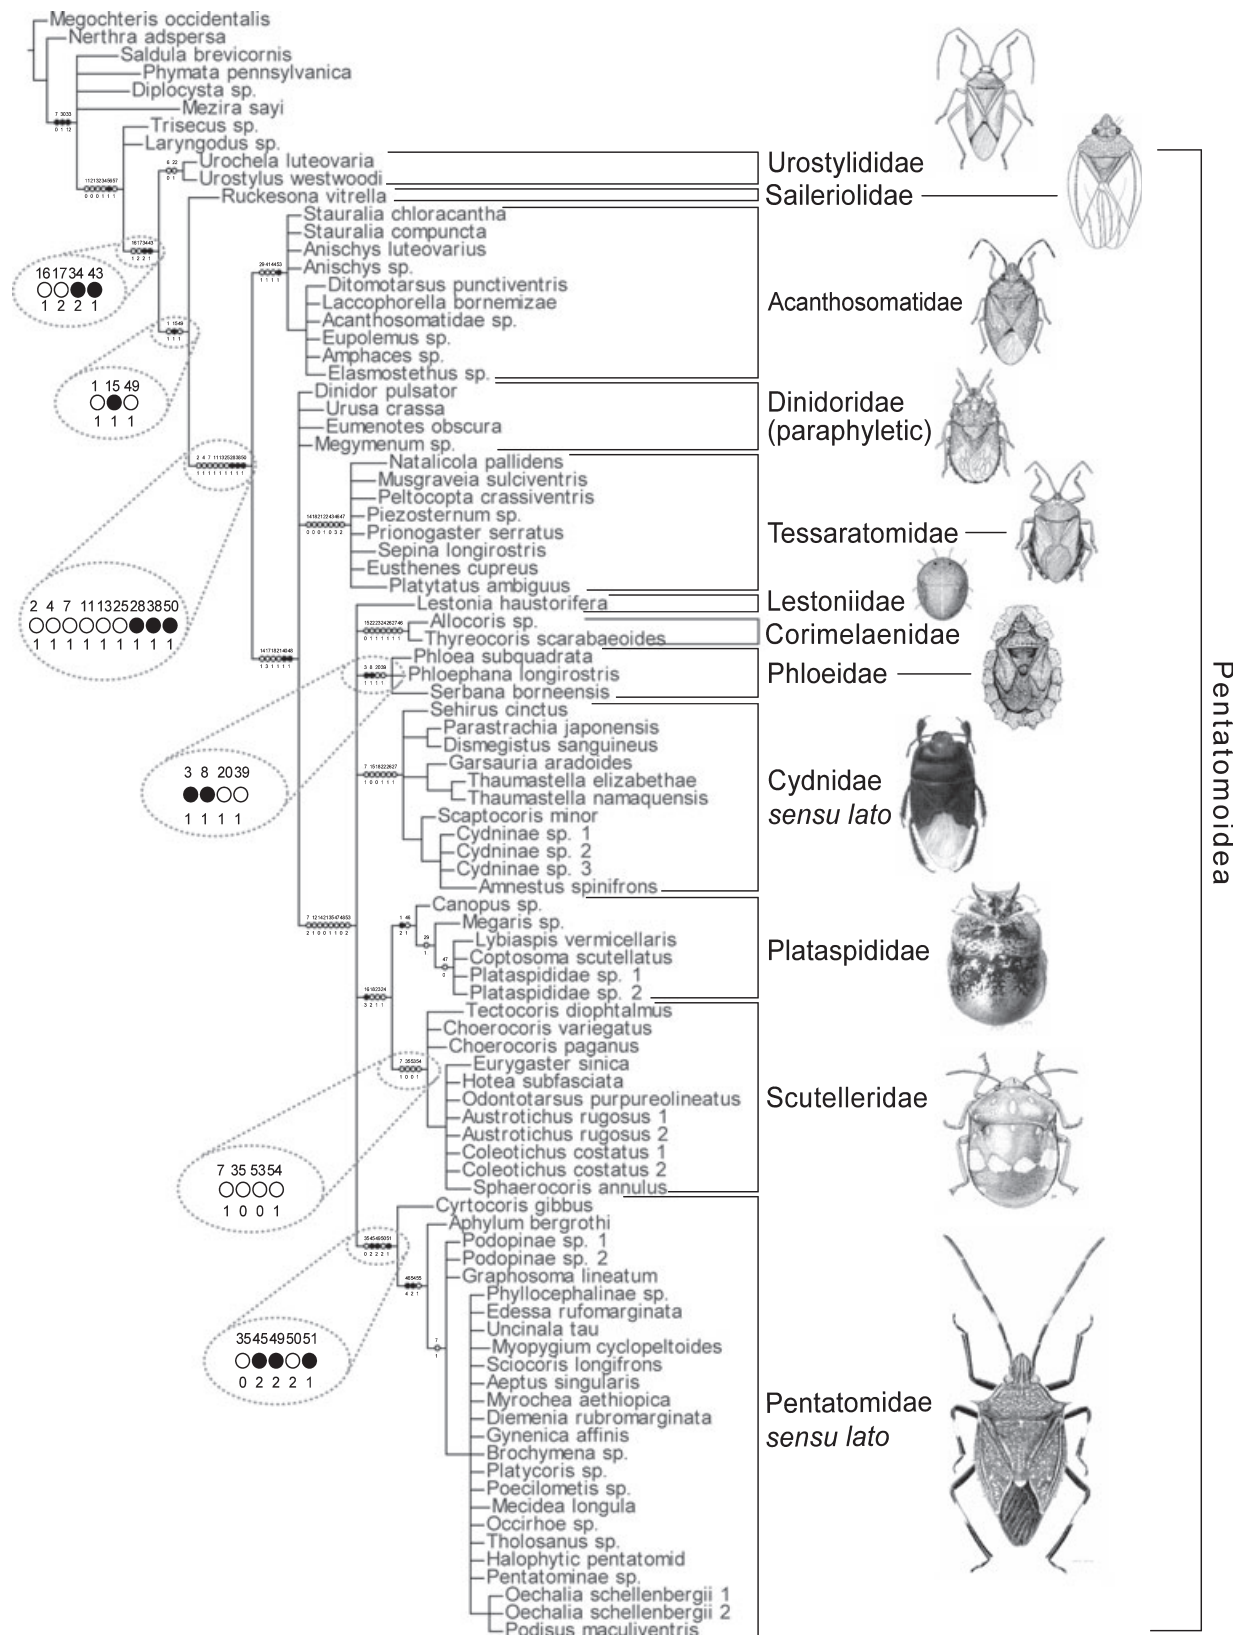 Megochteris occidentalis
Nerthra adspersa
Saldula brevicornis
Phymata pennsylvanica
Diplocysta sp.
Mezira sayi
Trisecus sp.
Laryngodus sp.
Urochela luteovaria
Urostylus westwoodi
Urostylididae
Ruckesona vitrella
Saileriolidae
Stauralia chloracantha
Stauralia compuncta
Anischys luteovarius
Anischys sp.
16 17 34 43
1 2 2 1
Ditomotarsus punctiventris
Laccophorella bornemizae
Acanthosomatidae
Acanthosomatidae sp.
Eupolemus sp.
Amphaces sp.
Elasmostethus sp.
1 15 49
1 1 1
Dinidor pulsator
Urusa crassa
Eumenotes obscura
Megymenum sp.
Dinidoridae
(paraphyletic)
Natalicola pallidens
Musgraveia sulciventris
Peltocopta crassiventris
Piezosternum sp.
Prionogaster serratus
Sepina longirostris
Eusthenes cupreus
Platytatus ambiguus
Tessaratomidae
2 4 7 11 13 25 28 38 50
1 1 1 1 1 1 1 1 1
Lestonia haustorifera
Lestoniidae
Allocoris sp.
Thyreocoris scarabaeoides
Corimelaenidae
Phloea subquadrata
Phloephana longirostris
Serbana borneensis
Phloeidae
Pentatomoidea
Sehirus cinctus
Parastrachia japonensis
Dismegistus sanguineus
Garsauria aradoides
Thaumastella elizabethae
Thaumastella namaquensis
Scaptocoris minor
Cydninae sp. 1
Cydninae sp. 2
Cydninae sp. 3
Amnestus spinifrons
Cydnidae
sensu lato
3 8 20 39
1 1 1 1
Canopus sp.
Megaris sp.
Lybiaspis vermicellaris
Coptosoma scutellatus
Plataspididae sp. 1
Plataspididae sp. 2
Plataspididae
Tectocoris diophtalmus
Choerocoris variegatus
Choerocoris paganus
Eurygaster sinica
Hotea subfasciata
Odontotarsus purpureolineatus
Austrotichus rugosus 1
Austrotichus rugosus 2
Coleotichus costatus 1
Coleotichus costatus 2
Sphaerocoris annulus
Scutelleridae
7 35 53 54
1 0 0 1
Cyrtocoris gibbus
Aphylum bergrothi
Podopinae sp. 1
Podopinae sp. 2
Graphosoma lineatum
Phyllocephalinae sp.
Edessa rufomarginata
Uncinala tau
Myopygium cyclopeltoides
Sciocoris longifrons
Aeptus singularis
Myrochea aethiopica
Diemenia rubromarginata
Gynenica affinis
Brochymena sp.
Platycoris sp.
Poecilometis sp.
Mecidea longula
Occirhoe sp.
Tholosanus sp.
Halophytic pentatomid
Pentatominae sp.
Oechalia schellenbergii 1
Oechalia schellenbergii 2
Podisus maculiventris
Pentatomidae
sensu lato
35 45 49 50 51
0 2 2 2 1